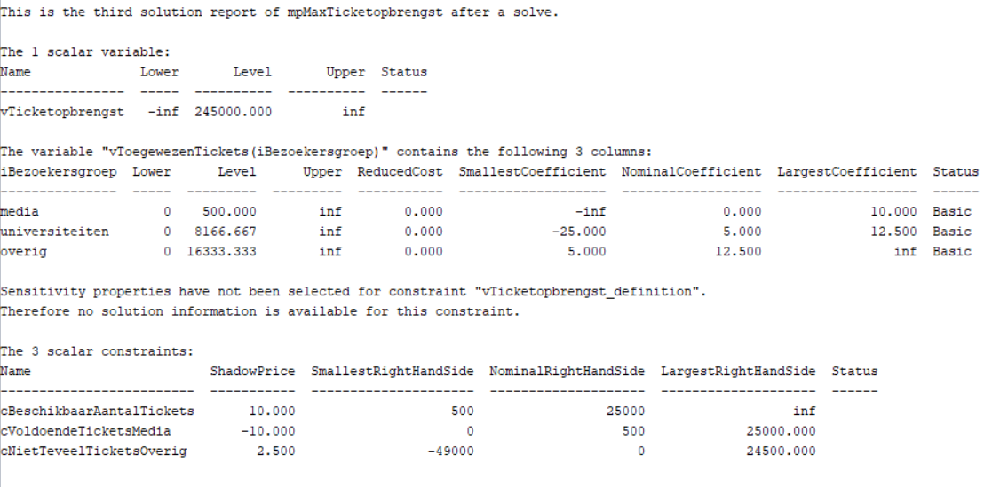 This is the third solution report of mpMaxTicketopbrengst after a solve.
The 1 scalar variable:
Name Lower Level Upper Status
---------------- ----- ---------- ---------- ------
vTicketopbrengst -inf 245000.000 inf
The variable "vToegewezenTickets(iBezoekersgroep)" contains the following 3 columns:
iBezoekersgroep Lower Level Upper ReducedCost SmallestCoefficient NominalCoefficient LargestCoefficient Status
--------------- ----- --------- --------- ----------- ------------------- ------------------ ------------------ ------
media 0 500.000 inf 0.000 -inf 0.000 10.000 Basic
universiteiten 0 8166.667 inf 0.000 -25.000 5.000 12.500 Basic
overig 0 16333.333 inf 0.000 5.000 12.500 inf Basic
Sensitivity properties have not been selected for constraint "vTicketopbrengst_definition".
Therefore no solution information is available for this constraint.
The 3 scalar constraints:
Name ShadowPrice SmallestRightHandSide NominalRightHandSide LargestRightHandSide Status
------------------------- ----------- --------------------- -------------------- -------------------- ------
cBeschikbaarAantalTickets 10.000 500 25000 inf
cVoldoendeTicketsMedia -10.000 0 500 25000.000
cNietTeveelTicketsOverig 2.500 -49000 0 24500.000